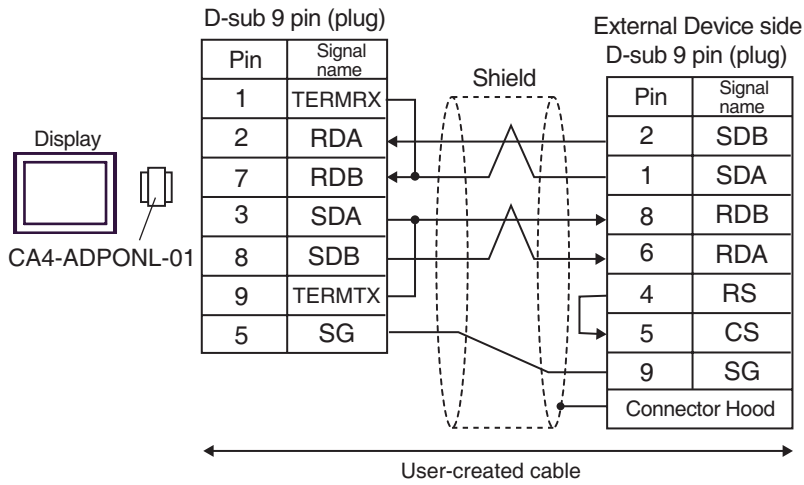 D-sub 9 pin (plug)
External Device side
D-sub 9 pin (plug)
Pin Signal name
1 TERMRX
2 RDA
7 RDB
3 SDA
8 SDB
9 TERMTX
5 SG
Shield
Pin Signal name
2 SDB
1 SDA
8 RDB
6 RDA
4 RS
5 CS
9 SG
Connector Hood
Display
CA4-ADPONL-01
User-created cable